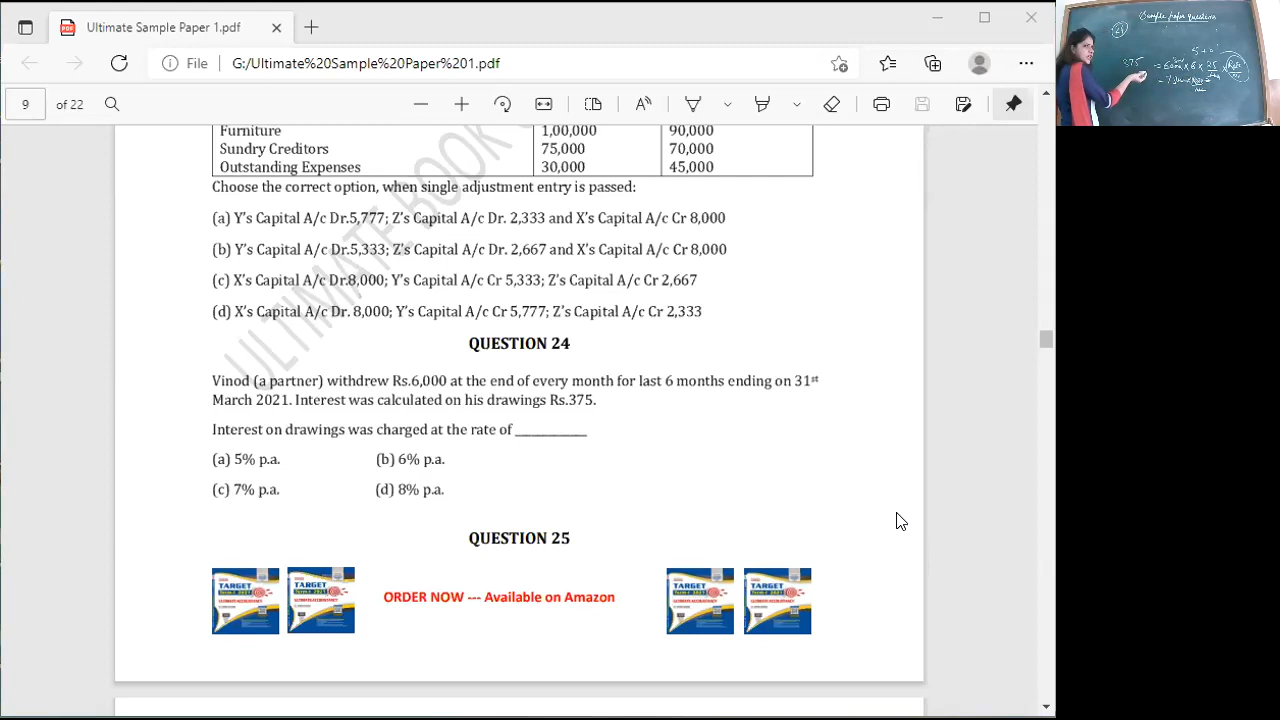 Ultimate Sample Paper 1.pdf
File G:/Ultimate%20Sample%20Paper%201.pdf
9 of 22
Sample paper Question
Furniture 1,00,000 90,000
Sundry Creditors 75,000 70,000
Outstanding Expenses 30,000 45,000
Choose the correct option, when single adjustment entry is passed:
(a) Y's Capital A/c Dr.5,777; Z's Capital A/c Dr. 2,333 and X's Capital A/c Cr 8,000
(b) Y's Capital A/c Dr.5,333; Z's Capital A/c Dr. 2,667 and X's Capital A/c Cr 8,000
(c) X's Capital A/c Dr.8,000; Y's Capital A/c Cr 5,333; Z's Capital A/c Cr 2,667
(d) X's Capital A/c Dr. 8,000; Y's Capital A/c Cr 5,777; Z's Capital A/c Cr 2,333
ULTIMATE BOOK
QUESTION 24
Vinod (a partner) withdrew Rs.6,000 at the end of every month for last 6 months ending on 31st
March 2021. Interest was calculated on his drawings Rs.375.
Interest on drawings was charged at the rate of ___________
(a) 5% p.a. (b) 6% p.a.
(c) 7% p.a. (d) 8% p.a.
QUESTION 25
TARGET TARGET ORDER NOW --- Available on Amazon TARGET TARGET